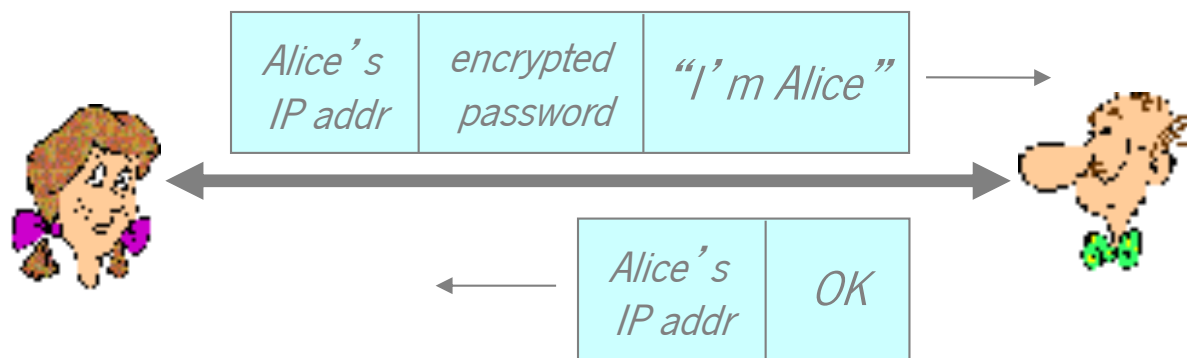 Alice’s
IP addr
encrypted
password
“I’m Alice”
Alice’s
IP addr
OK